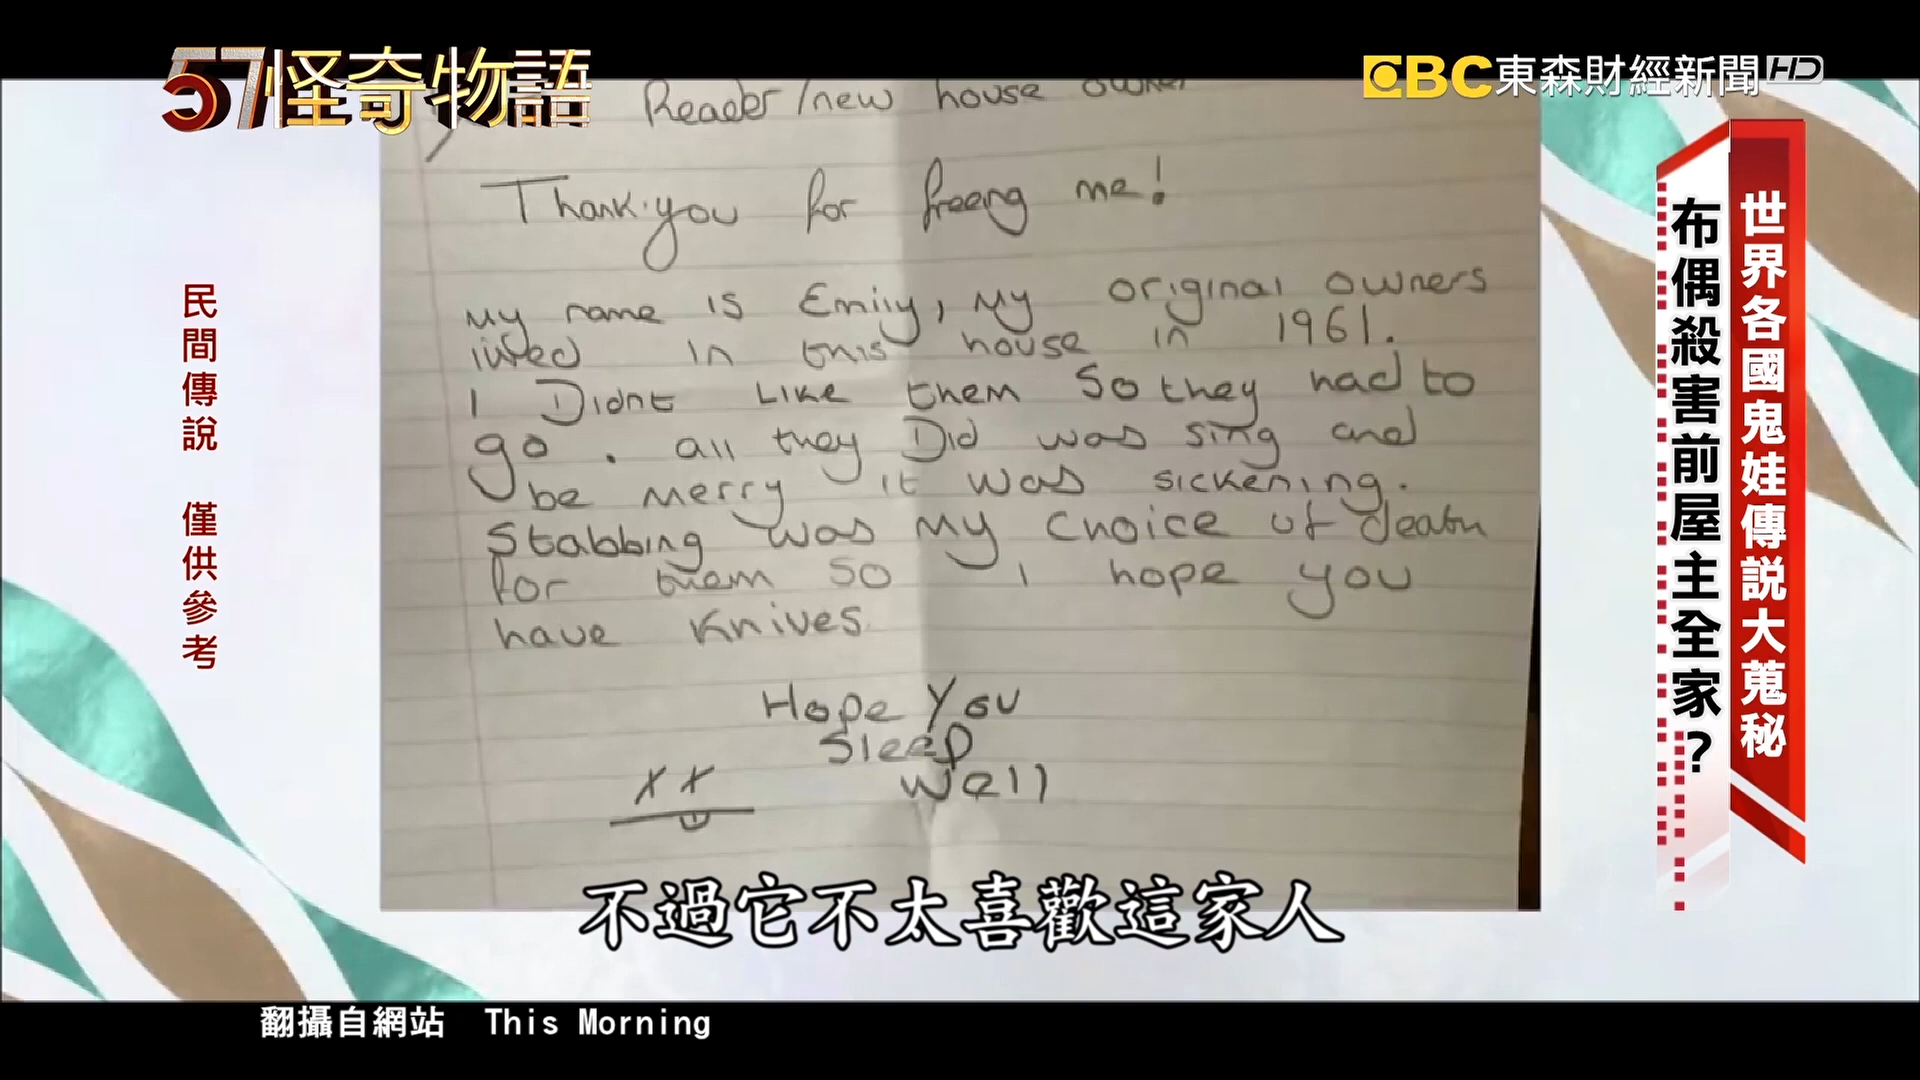 57怪奇物語
EBC東森財經新聞HD
世界各國鬼娃傳說大蒐秘
布偶殺害前屋主全家?
民間傳說 僅供參考
Reader/new house owner
Thank.you for freeing me!
My name is Emily, My original owners
lived in this house in 1961.
I Didnt Like them So they had to
go. all they Did was sing and
be merry it was sickening.
Stabbing was My Choice of death
for them SO I hope you
have Knives.
Hope You
Sleep
Well
XX
不過它不太喜歡這家人
翻攝自網站 This Morning